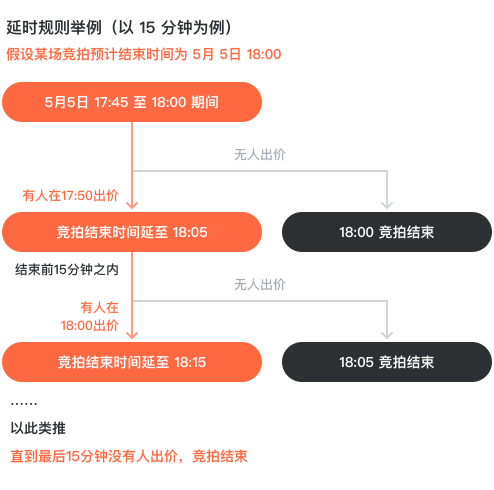 延时规则举例（以 15 分钟为例）
假设某场竞拍预计结束时间为 5月 5日 18:00
5月5日 17:45 至 18:00 期间
无人出价
有人在17:50出价
竞拍结束时间延至 18:05
18:00 竞拍结束
结束前15分钟之内
无人出价
有人在
18:00出价
竞拍结束时间延至 18:15
18:05 竞拍结束
......
以此类推
直到最后15分钟没有人出价，竞拍结束